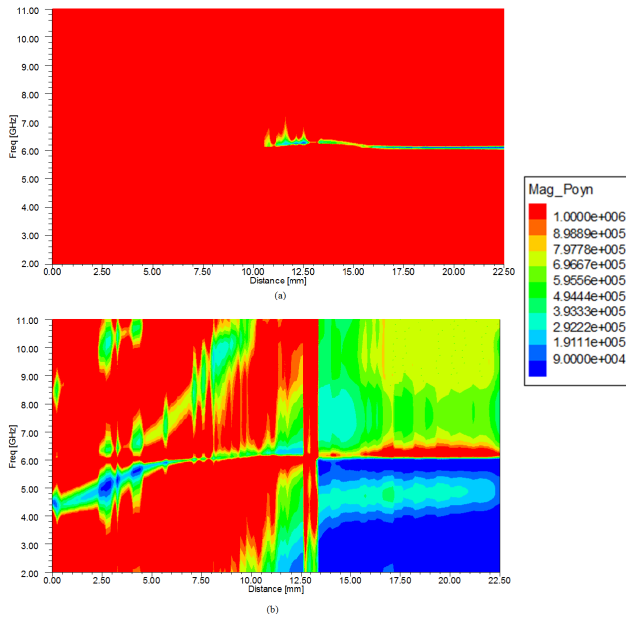 11.00
10.00
9.00
8.00
7.00
6.00
5.00
4.00
3.00
2.00
Freq [GHz]
0.00 2.50 5.00 7.50 10.00 12.50 15.00 17.50 20.00 22.50
Distance [mm]
(a)
Mag_Poyn
1.0000e+006
8.9889e+005
7.9778e+005
6.9667e+005
5.9556e+005
4.9444e+005
3.9333e+005
2.9222e+005
1.9111e+005
9.0000e+004
11.00
10.00
9.00
8.00
7.00
6.00
5.00
4.00
3.00
2.00
Freq [GHz]
0.00 2.50 5.00 7.50 10.00 12.50 15.00 17.50 20.00 22.50
Distance [mm]
(b)